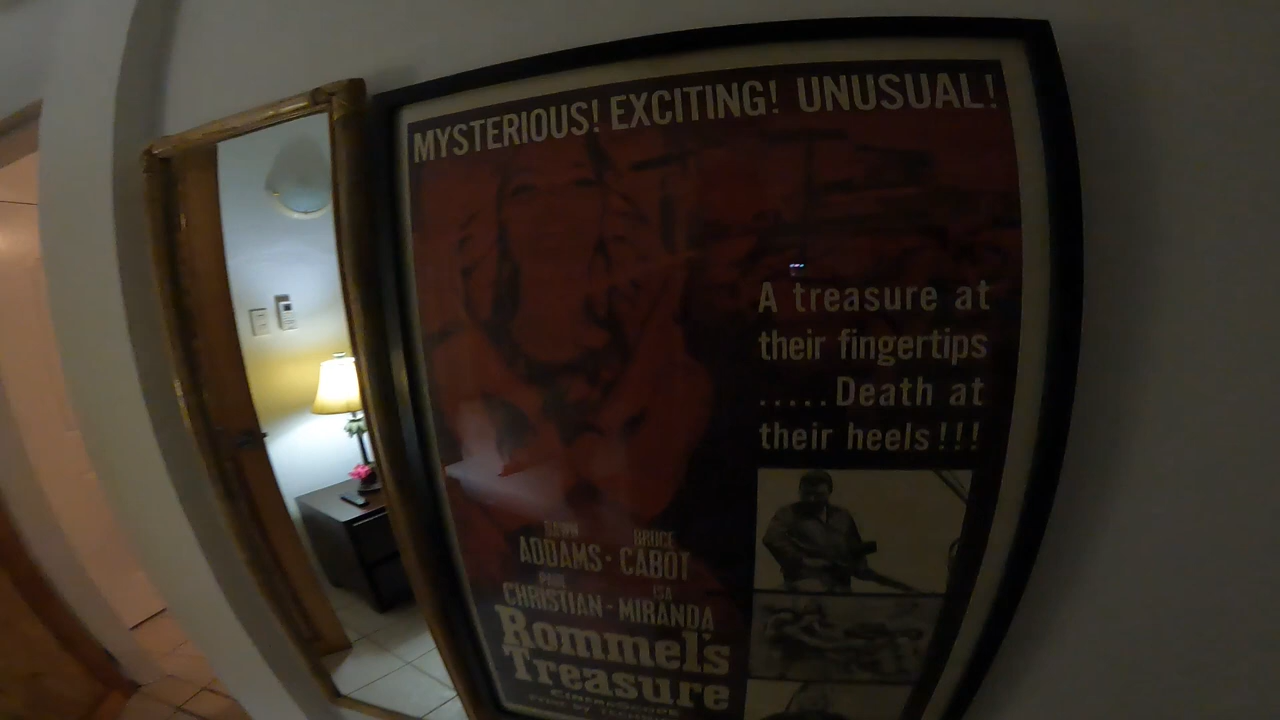 MYSTERIOUS! EXCITING! UNUSUAL!
A treasure at
their fingertips
.....Death at
their heels!!!
DAWN BRUCE
ADDAMS · CABOT
PAUL ISA
CHRISTIAN - MIRANDA
Rommel's
Treasure
CINEMASCOPE